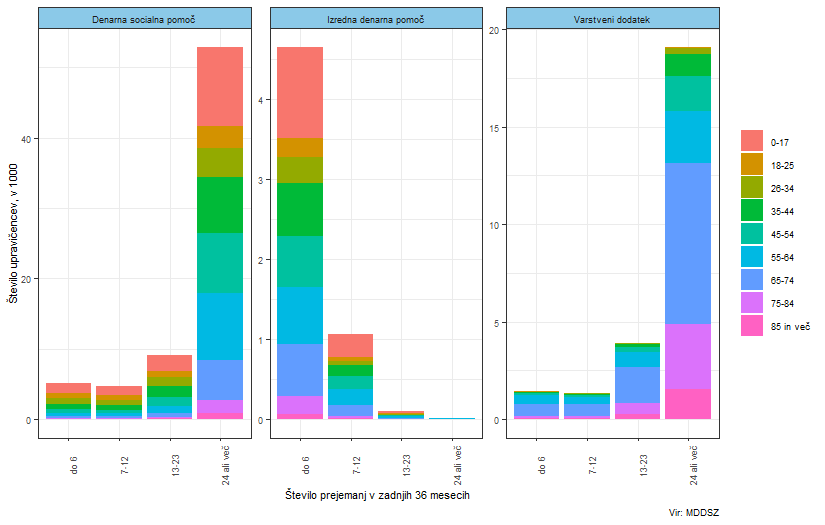 Denarna socialna pomoč
Izredna denarna pomoč
Varstveni dodatek
Število upravičencev, v 1000
40
20
0
4
3
2
1
0
20
15
10
5
0
do 6
7-12
13-23
24 ali več
do 6
7-12
13-23
24 ali več
do 6
7-12
13-23
24 ali več
Število prejemanj v zadnjih 36 mesecih
0-17
18-25
26-34
35-44
45-54
55-64
65-74
75-84
85 in več
Vir: MDDSZ